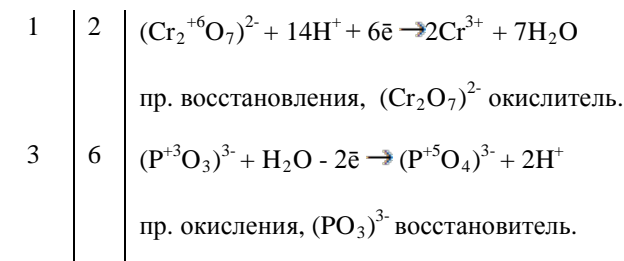 1 2 (Cr₂⁺⁶O₇)²⁻ + 14H⁺ + 6ē → 2Cr³⁺ + 7H₂O
пр. восстановления, (Cr₂O₇)²⁻ окислитель.
3 6 (P⁺³O₃)³⁻ + H₂O - 2ē → (P⁺⁵O₄)³⁻ + 2H⁺
пр. окисления, (PO₃)³⁻ восстановитель.